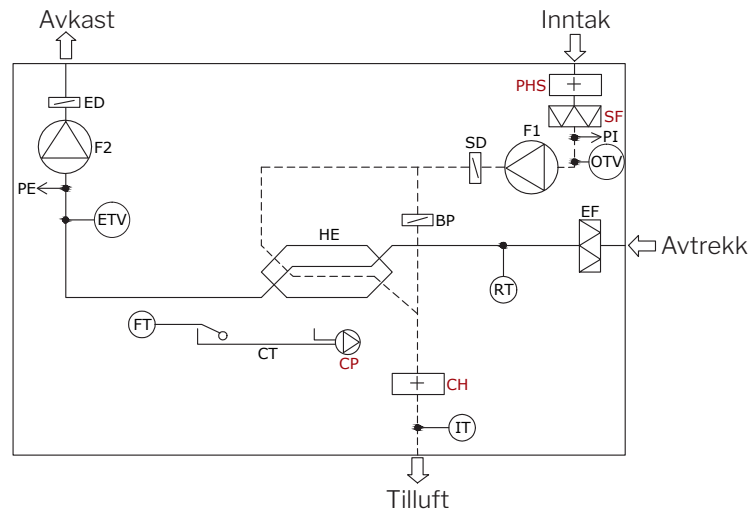 Avkast
Inntak
PHS
ED
SF
F2
SD
F1
PI
OTV
PE
ETV
BP
EF
HE
Avtrekk
RT
FT
CT
CP
CH
IT
Tilluft